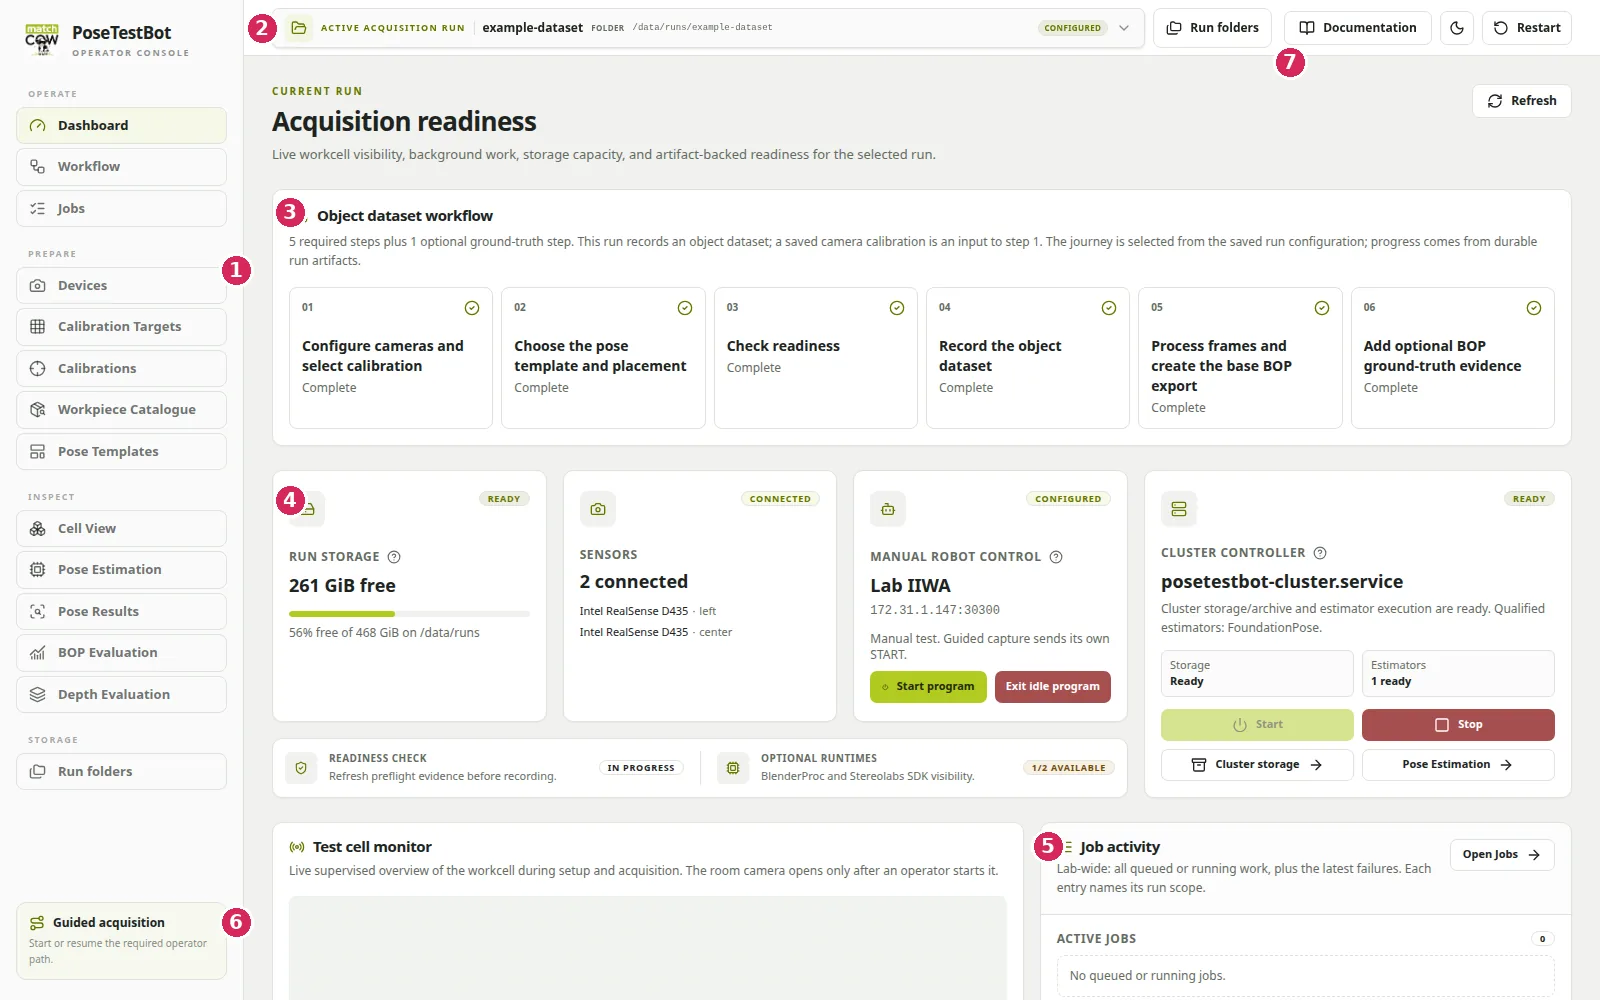 match
COW
PoseTestBot
OPERATOR CONSOLE
OPERATE
Dashboard
Workflow
Jobs
PREPARE
1
Devices
Calibration Targets
Calibrations
Workpiece Catalogue
Pose Templates
INSPECT
Cell View
Pose Estimation
Pose Results
BOP Evaluation
Depth Evaluation
STORAGE
Run folders
Guided acquisition
Start or resume the required operator
path.
6
2
ACTIVE ACQUISITION RUN
example-dataset
FOLDER
/data/runs/example-dataset
CONFIGURED
Run folders
Documentation
Restart
7
CURRENT RUN
Acquisition readiness
Live workcell visibility, background work, storage capacity, and artifact-backed readiness for the selected run.
Refresh
3
Object dataset workflow
5 required steps plus 1 optional ground-truth step. This run records an object dataset; a saved camera calibration is an input to step 1. The journey is selected from the saved run configuration; progress comes from durable
run artifacts.
01
Configure cameras and
select calibration
Complete
02
Choose the pose
template and placement
Complete
03
Check readiness
Complete
04
Record the object
dataset
Complete
05
Process frames and
create the base BOP
export
Complete
06
Add optional BOP
ground-truth evidence
Complete
4
READY
RUN STORAGE
261 GiB free
56% free of 468 GiB on /data/runs
CONNECTED
SENSORS
2 connected
Intel RealSense D435 · left
Intel RealSense D435 · center
CONFIGURED
MANUAL ROBOT CONTROL
Lab IIWA
172.31.1.147:30300
Manual test. Guided capture sends its own
START.
Start program
Exit idle program
READY
CLUSTER CONTROLLER
posetestbot-cluster.service
Cluster storage/archive and estimator execution are ready. Qualified
estimators: FoundationPose.
Storage
Ready
Estimators
1 ready
Start
Stop
Cluster storage
Pose Estimation
READINESS CHECK
Refresh preflight evidence before recording.
IN PROGRESS
OPTIONAL RUNTIMES
BlenderProc and Stereolabs SDK visibility.
1/2 AVAILABLE
Test cell monitor
Live supervised overview of the workcell during setup and acquisition. The room camera opens only after an operator starts it.
5
Job activity
Lab-wide: all queued or running work, plus the latest failures. Each
entry names its run scope.
Open Jobs
ACTIVE JOBS
0
No queued or running jobs.